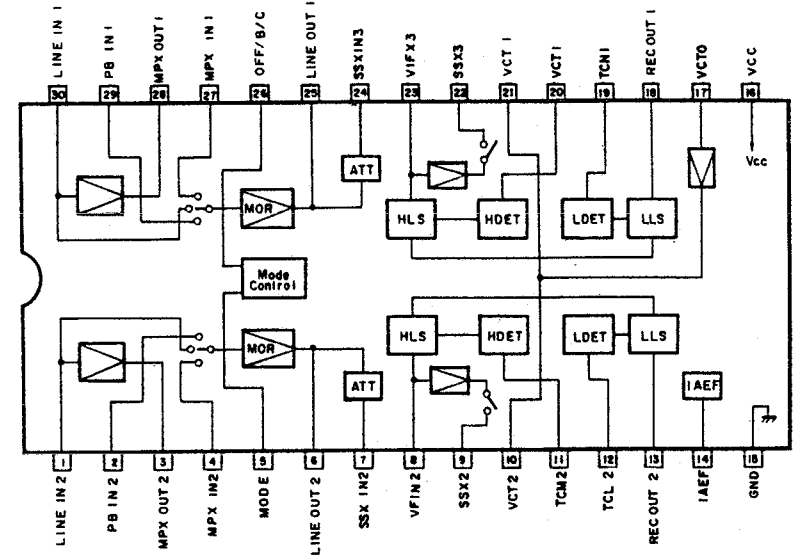 LINE IN 1
PB IN 1
MPX OUT 1
MPX IN 1
OFF/B/C
LINE OUT 1
SSXIN3
VIFX3
SSX3
VCT 1
VCT 1
TCN1
REC OUT 1
VCTO
VCC
30 29 28 27 26 25 24 23 22 21 20 19 18 17 16
ATT
Vcc
MOR
HLS
HDET
LDET
LLS
Mode
Control
MOR
HLS
HDET
LDET
LLS
ATT
IAEF
1 2 3 4 5 6 7 8 9 10 11 12 13 14 15
LINE IN 2
PB IN 2
MPX OUT 2
MPX IN2
MODE
LINE OUT 2
SSX IN2
VFIN2
SSX2
VCT2
TCM2
TCL 2
REC OUT 2
IAEF
GND